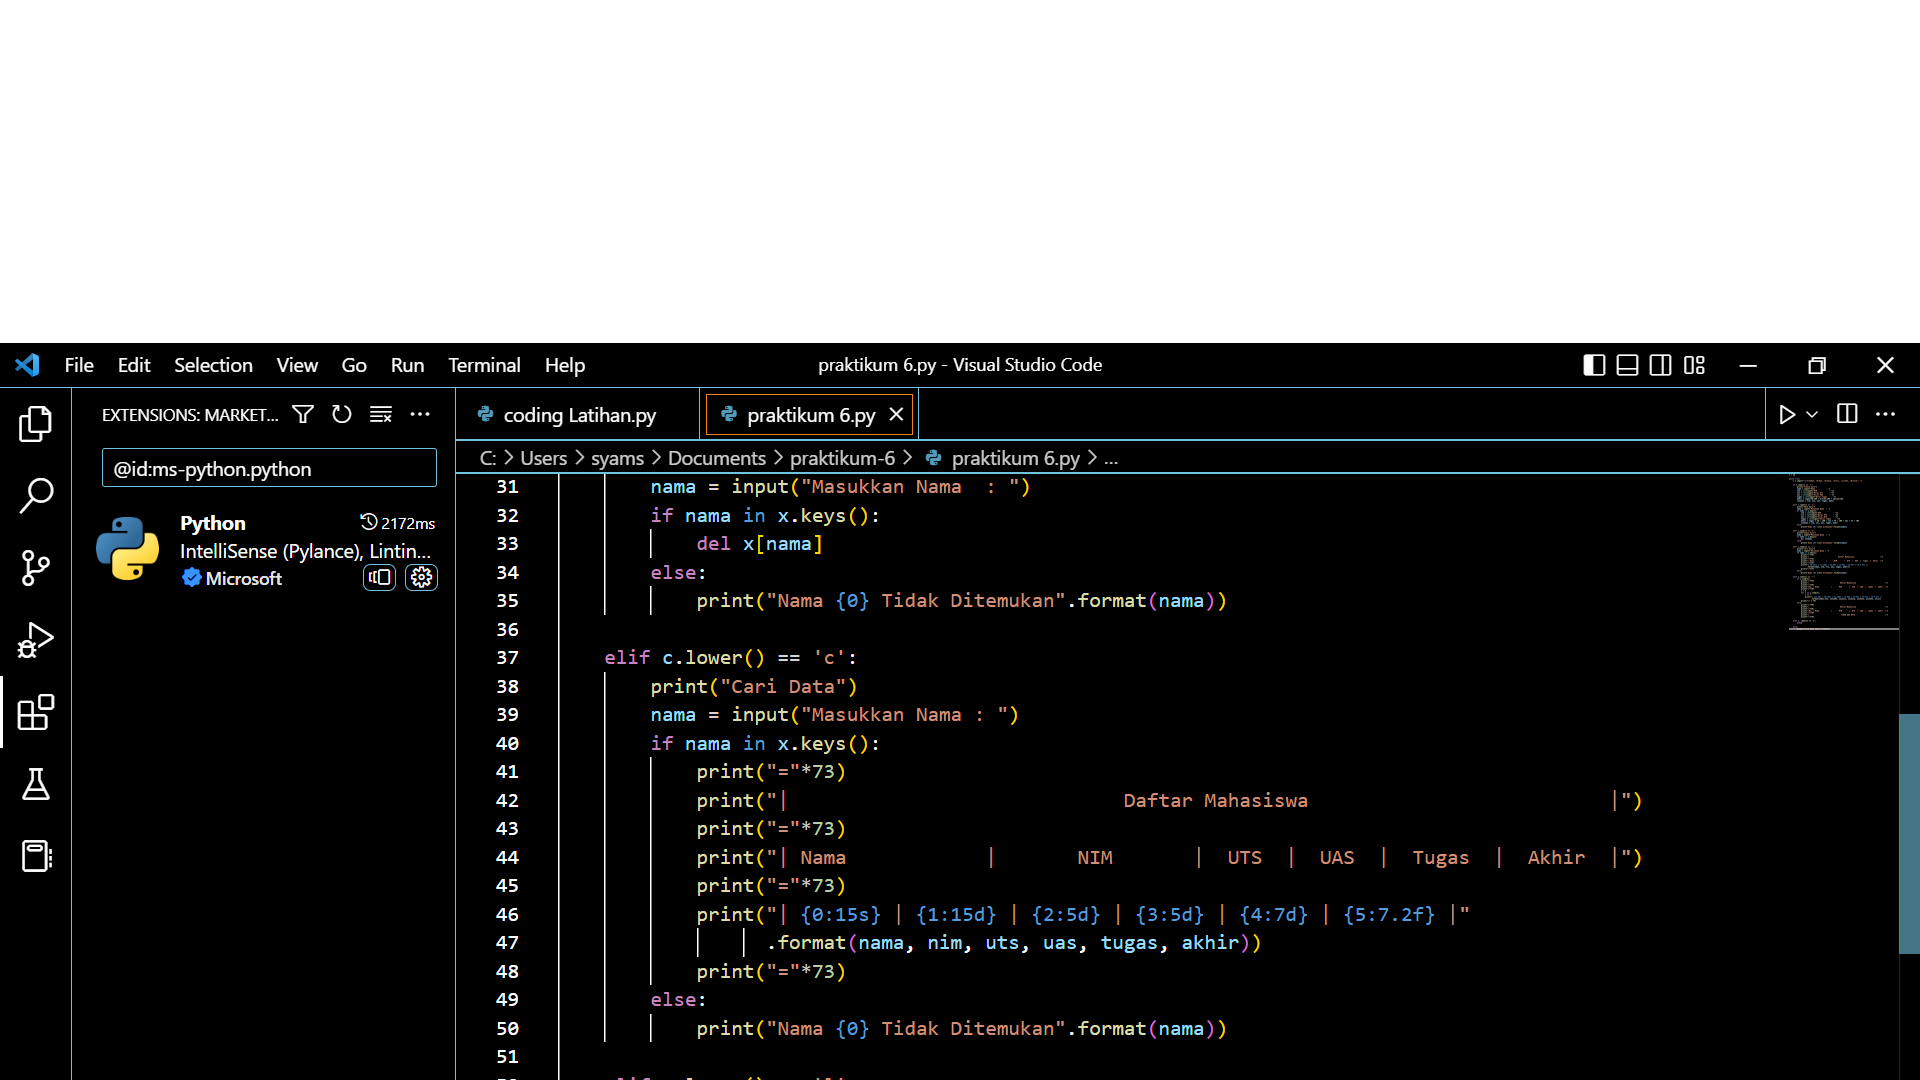 File Edit Selection View Go Run Terminal Help praktikum 6.py - Visual Studio Code
EXTENSIONS: MARKET...
coding Latihan.py praktikum 6.py
@id:ms-python.python
C: > Users > syams > Documents > praktikum-6 > praktikum 6.py > ...
Python 2172ms
IntelliSense (Pylance), Lintin...
Microsoft
31 nama = input("Masukkan Nama  : ")
32 if nama in x.keys():
33 del x[nama]
34 else:
35 print("Nama {0} Tidak Ditemukan".format(nama))
36
37 elif c.lower() == 'c':
38 print("Cari Data")
39 nama = input("Masukkan Nama : ")
40 if nama in x.keys():
41 print("="*73)
42 print("|                             Daftar Mahasiswa                          |")
43 print("="*73)
44 print("| Nama            |       NIM       |  UTS  |  UAS  |  Tugas  |  Akhir  |")
45 print("="*73)
46 print("| {0:15s} | {1:15d} | {2:5d} | {3:5d} | {4:7d} | {5:7.2f} |"
47 .format(nama, nim, uts, uas, tugas, akhir))
48 print("="*73)
49 else:
50 print("Nama {0} Tidak Ditemukan".format(nama))
51